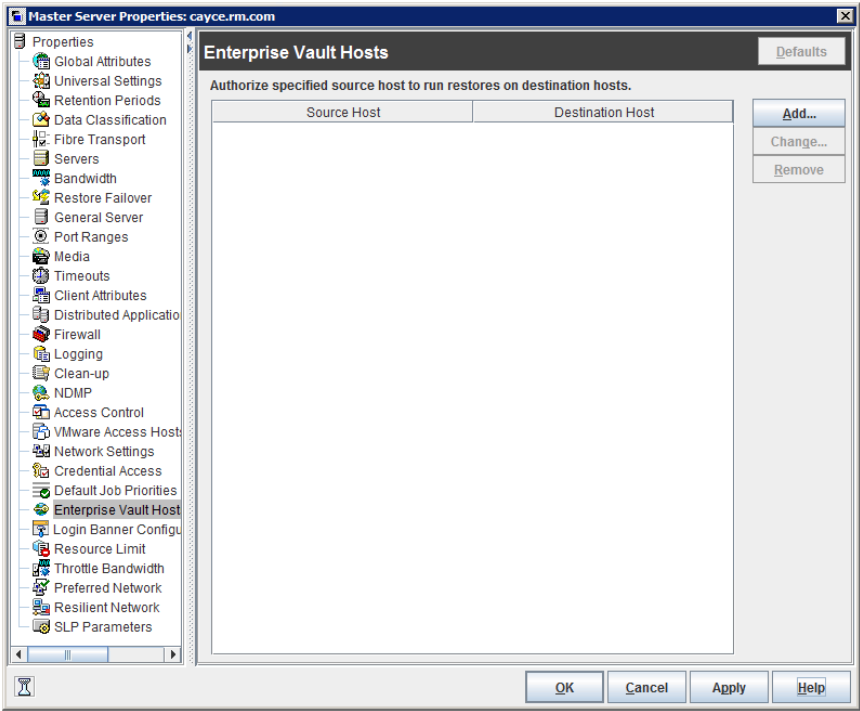 Master Server Properties: cayce.rm.com
Properties
Global Attributes
Universal Settings
Retention Periods
Data Classification
Fibre Transport
Servers
Bandwidth
Restore Failover
General Server
Port Ranges
Media
Timeouts
Client Attributes
Distributed Applicatio
Firewall
Logging
Clean-up
NDMP
Access Control
VMware Access Hosts
Network Settings
Credential Access
Default Job Priorities
Enterprise Vault Host
Login Banner Configu
Resource Limit
Throttle Bandwidth
Preferred Network
Resilient Network
SLP Parameters
Enterprise Vault Hosts
Defaults
Authorize specified source host to run restores on destination hosts.
Source Host Destination Host
Add...
Change...
Remove
OK Cancel Apply Help